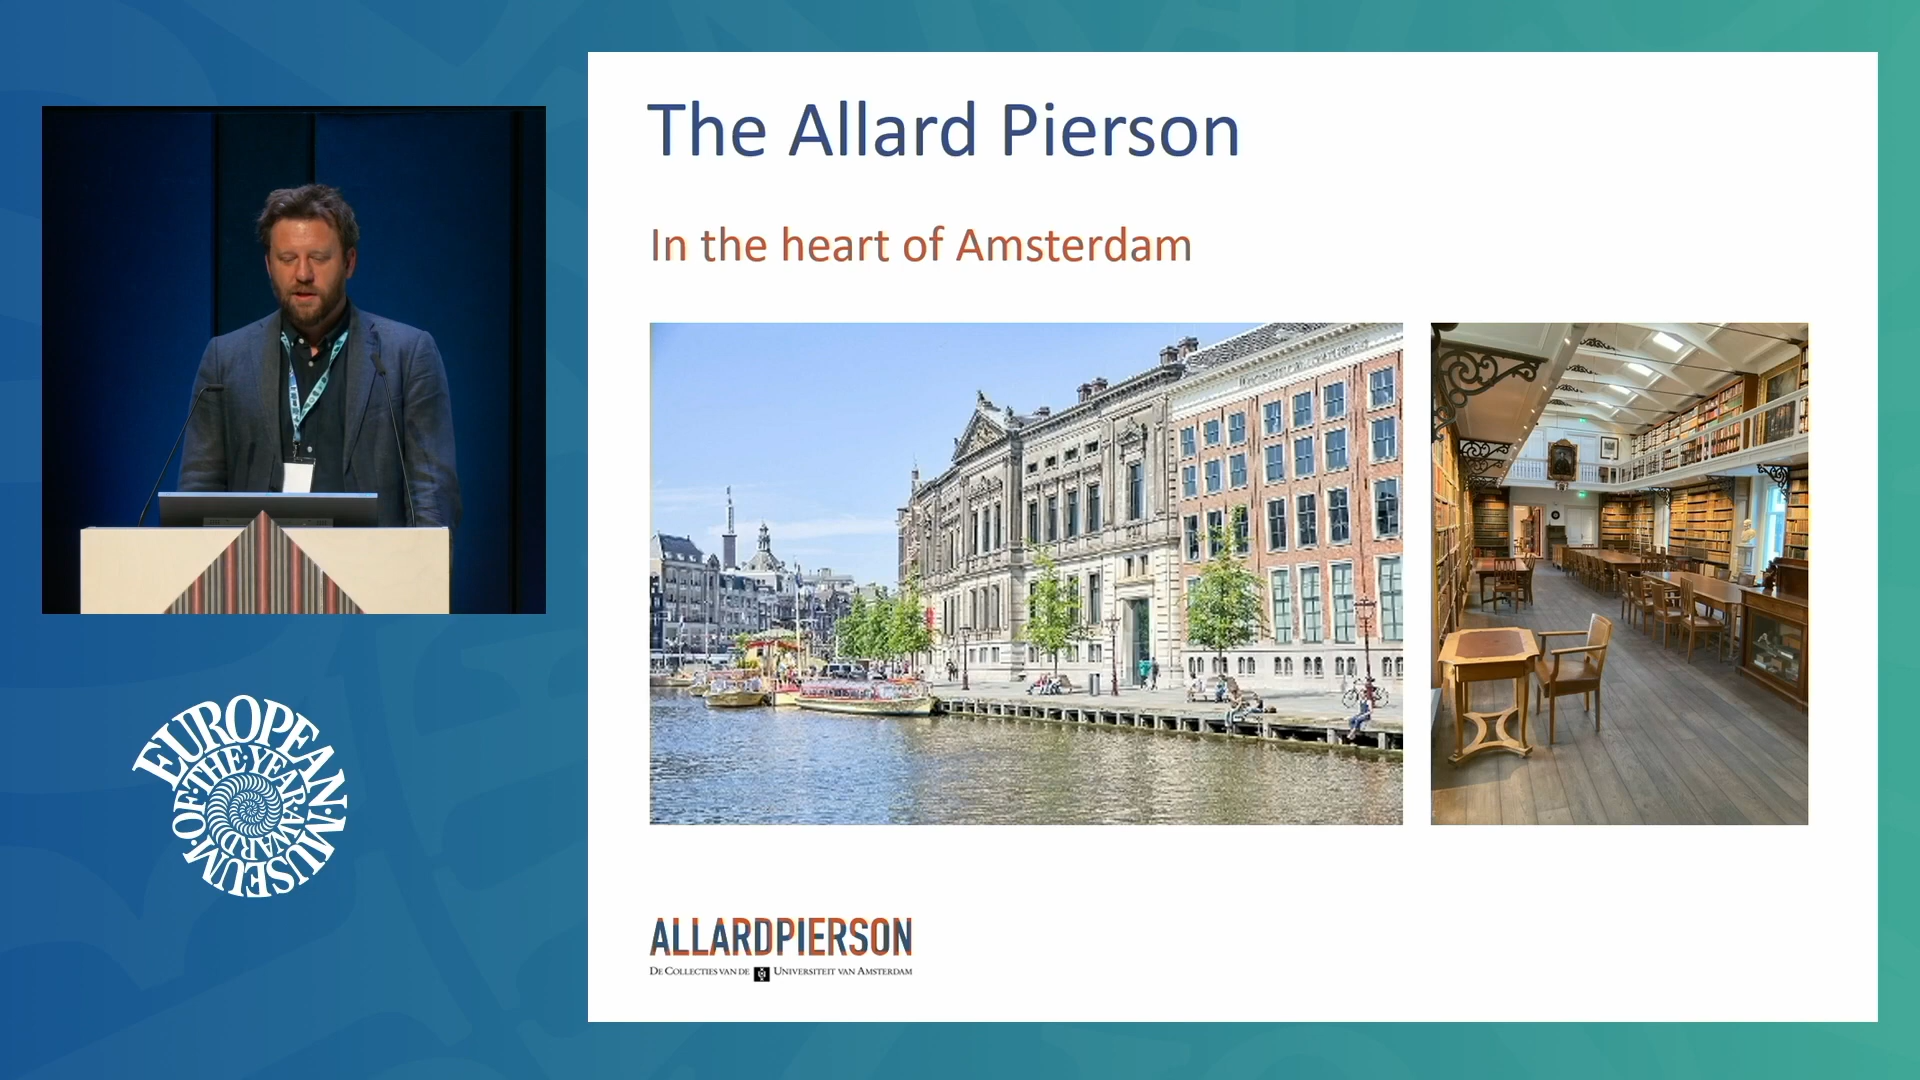 The Allard Pierson
In the heart of Amsterdam
ALLARDPIERSON
DE COLLECTIES VAN DE UNIVERSITEIT VAN AMSTERDAM
EUROPEAN·MUSEUM·OF·THE·YEAR·AWARD